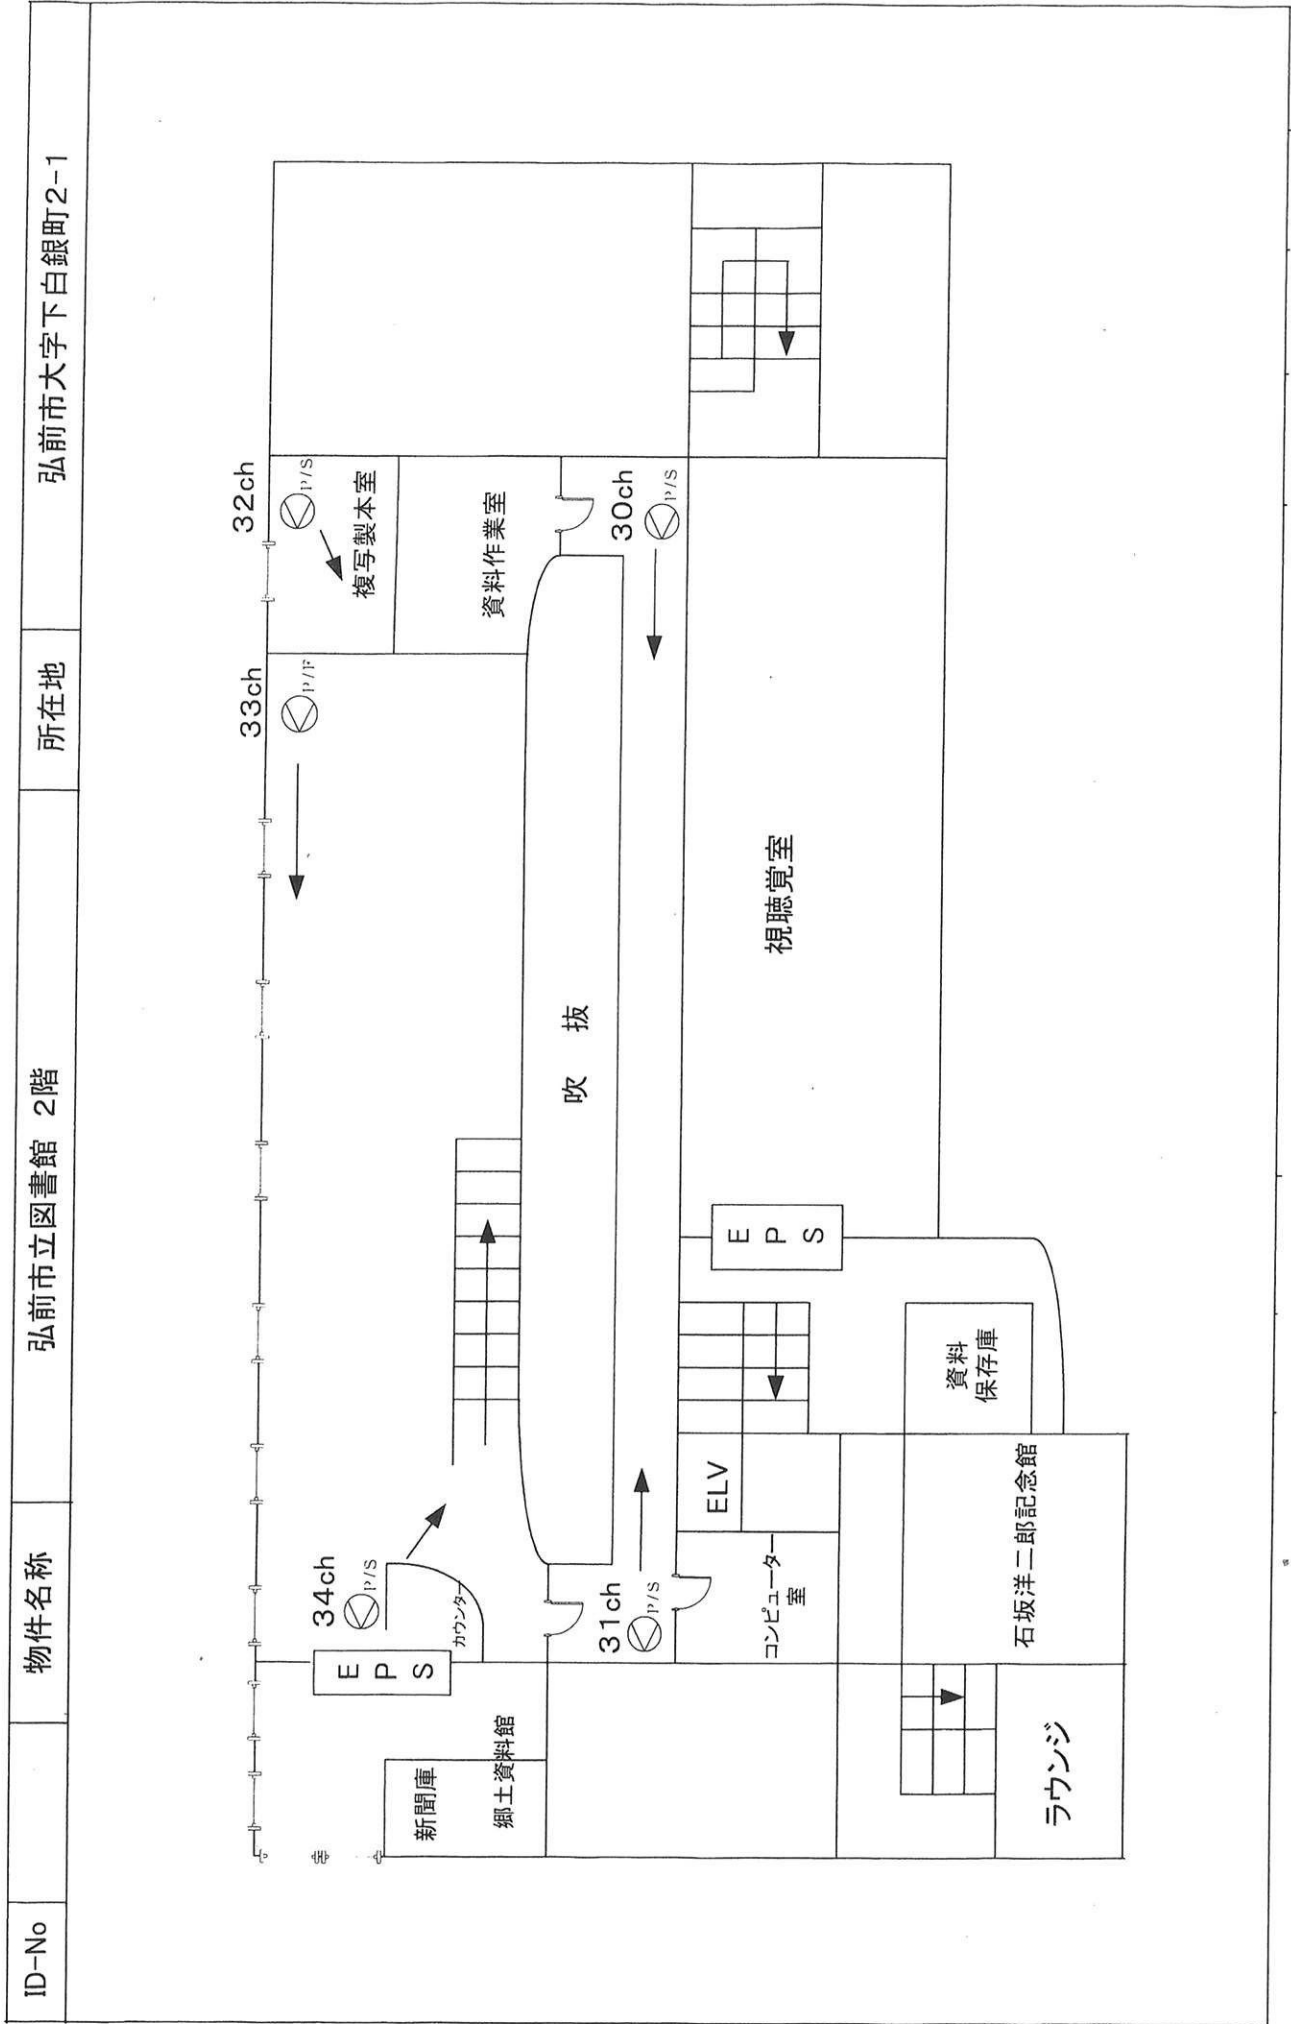 ID-No
物件名称
弘前市立図書館 2階
所在地
弘前市大字下白銀町2-1
33ch
P/F
32ch
P/S
複写製本室
資料作業室
30ch
P/S
34ch
P/S
カウンター
EPS
新聞庫
郷土資料館
吹 抜
31ch
P/S
コンピューター
室
ELV
EPS
視聴覚室
資料
保存庫
石坂洋二郎記念館
ラウンジ